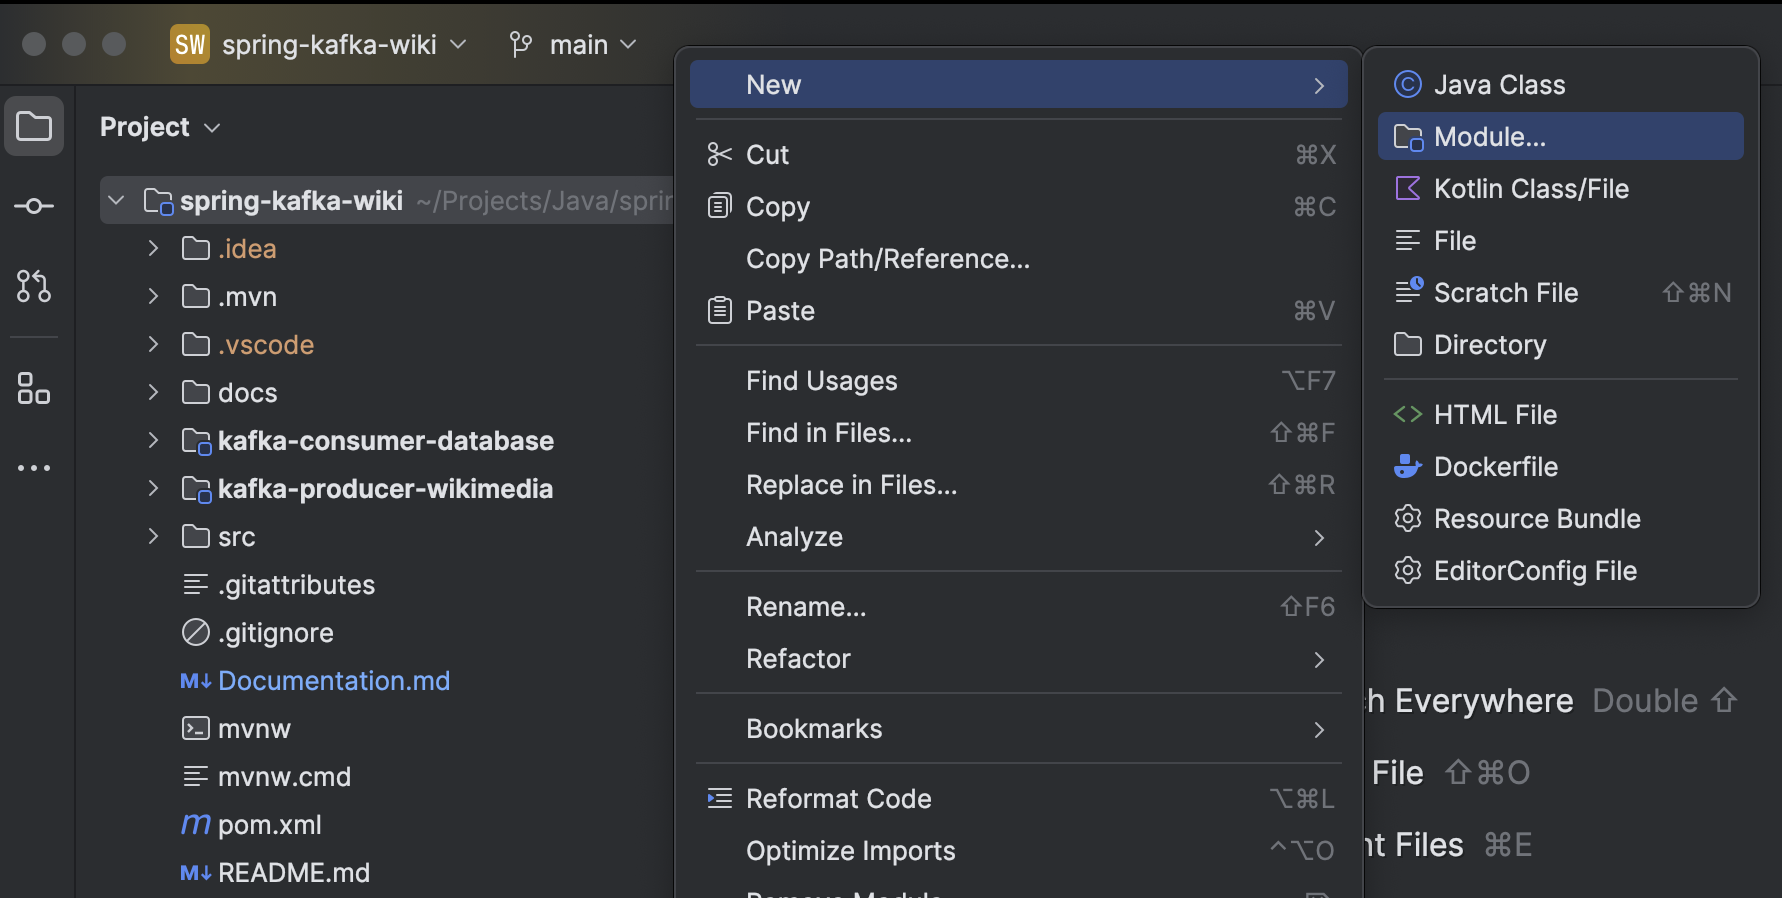 SW spring-kafka-wiki main
Project
spring-kafka-wiki ~/Projects/Java/sprin
.idea
.mvn
.vscode
docs
kafka-consumer-database
kafka-producer-wikimedia
src
.gitattributes
.gitignore
M↓ Documentation.md
mvnw
mvnw.cmd
m pom.xml
M↓ README.md
New
Cut ⌘X
Copy ⌘C
Copy Path/Reference...
Paste ⌘V
Find Usages ⌥F7
Find in Files... ⇧⌘F
Replace in Files... ⇧⌘R
Analyze
Rename... ⇧F6
Refactor
Bookmarks
Reformat Code ⌥⌘L
Optimize Imports ^⌥O
Remove Module
Java Class
Module...
Kotlin Class/File
File
Scratch File ⇧⌘N
Directory
HTML File
Dockerfile
Resource Bundle
EditorConfig File
ch Everywhere Double ⇧
File ⇧⌘O
nt Files ⌘E